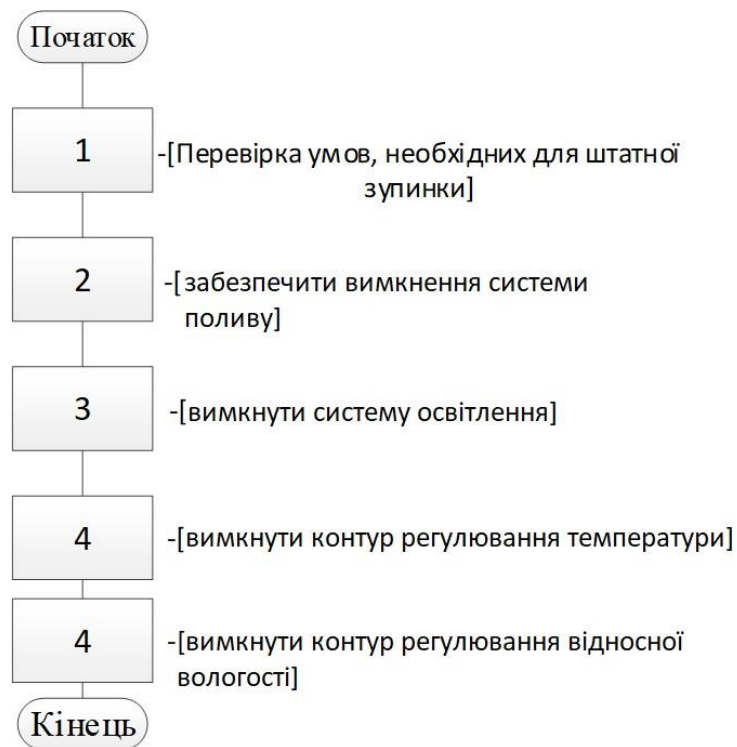 Початок
1
-[Перевірка умов, необхідних для штатної
зупинки]
2
-[забезпечити вимкнення системи
поливу]
3
-[вимкнути систему освітлення]
4
-[вимкнути контур регулювання температури]
4
-[вимкнути контур регулювання відносної
вологості]
Кінець